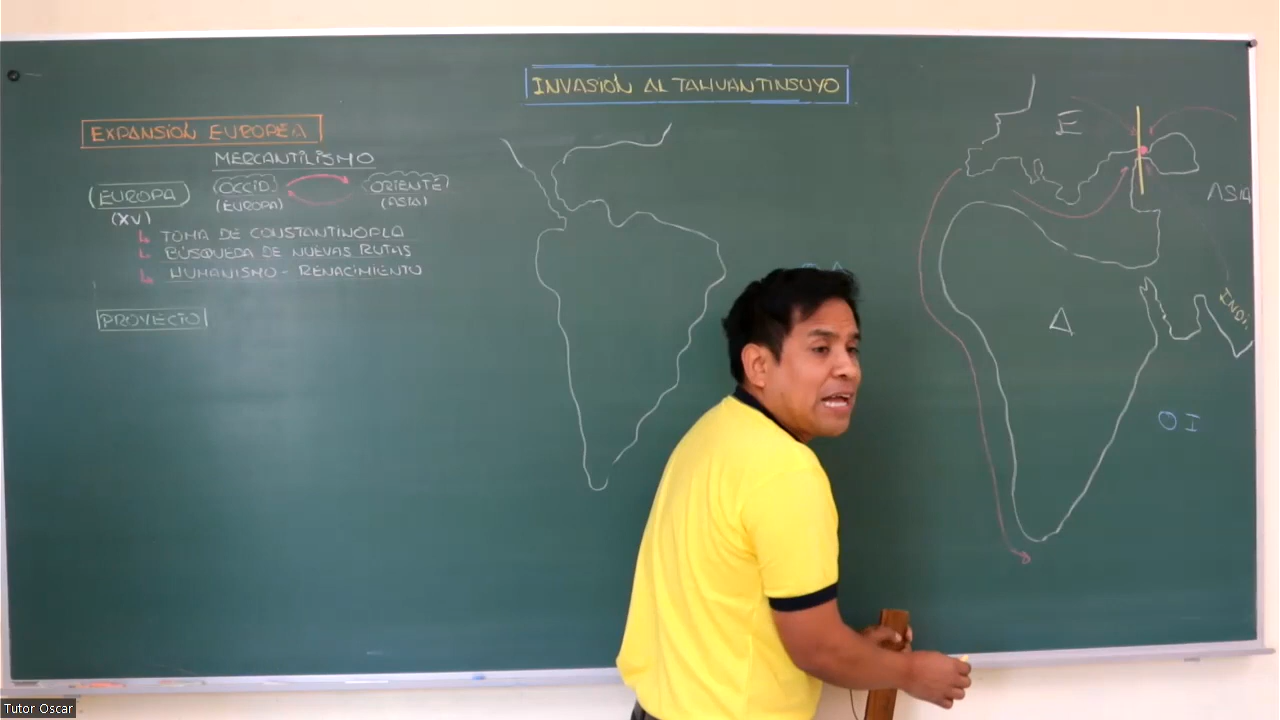 INVASIÓN AL TAHUANTINSUYO
EXPANSIÓN EUROPEA
MERCANTILISMO
(EUROPA) (OCCID.) ORIENTE
(XV) (EUROPA) (ASIA)
TOMA DE CONSTANTINOPLA
BÚSQUEDA DE NUEVAS RUTAS
HUMANISMO - RENACIMIENTO
PROYECTO
E
ASIA
INDI
A
O I
Tutor Oscar